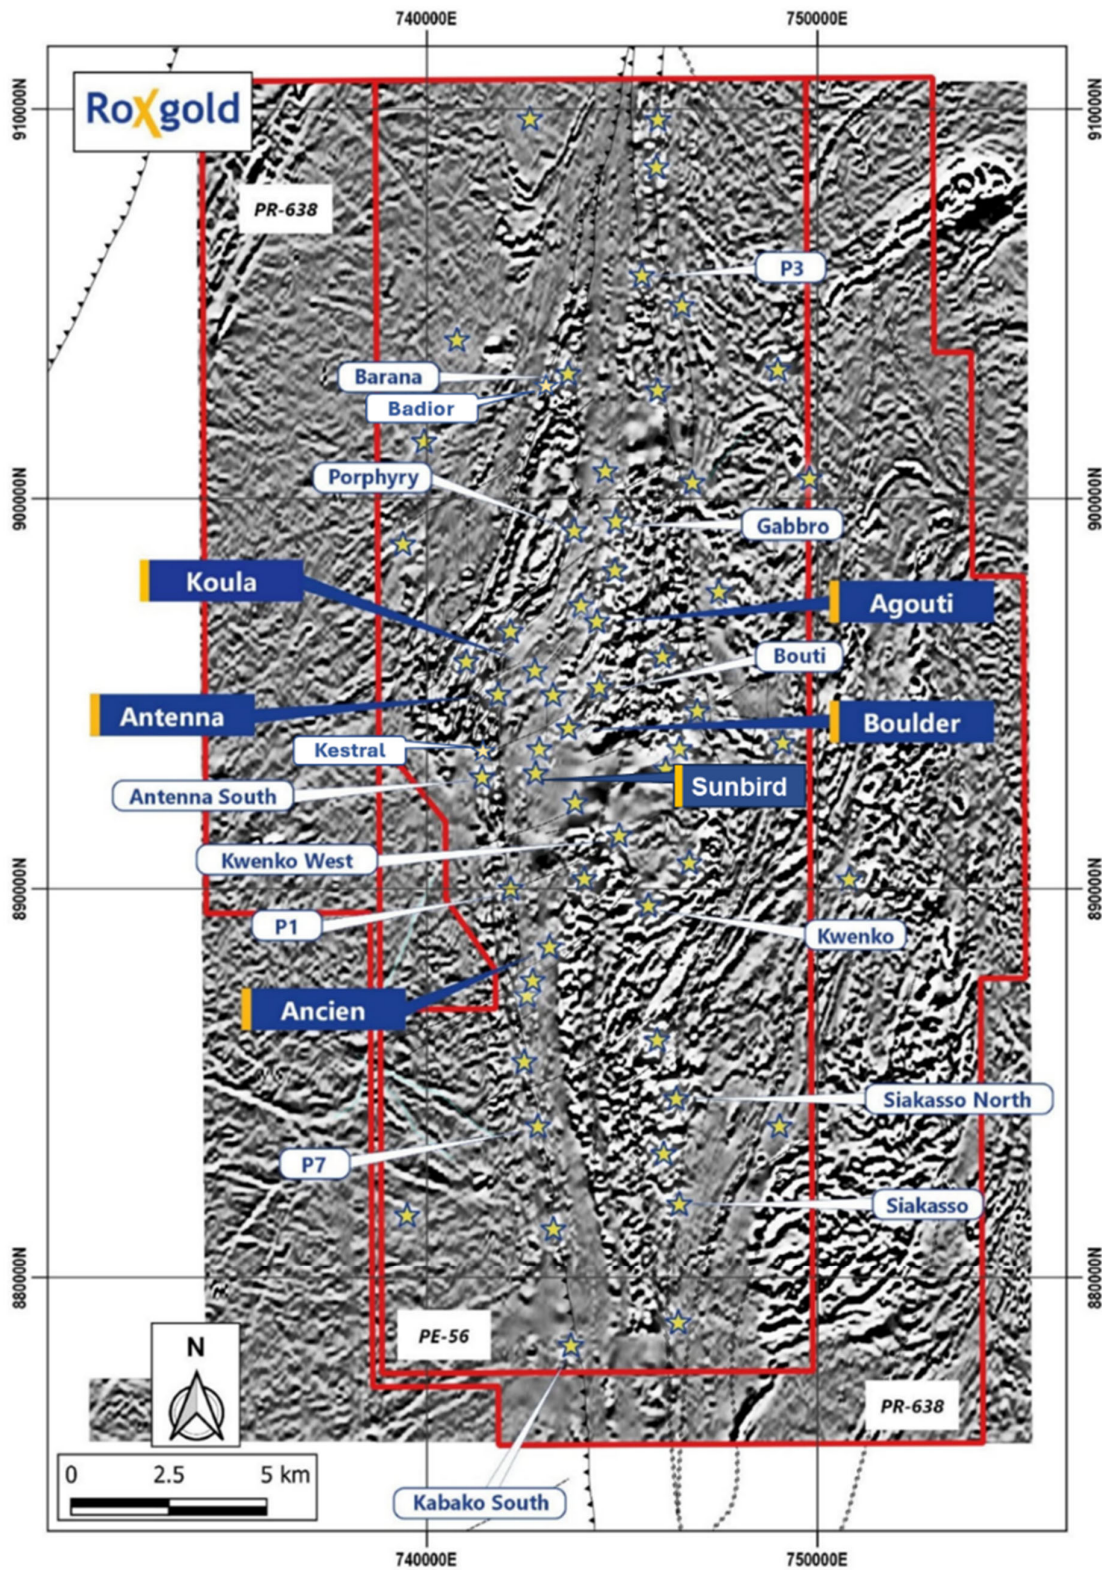 740000E
750000E
910000N
910000N
Roxgold
PR-638
P3
Barana
Badior
Porphyry
900000N
900000N
Gabbro
Koula
Agouti
Bouti
Antenna
Boulder
Kestral
Sunbird
Antenna South
Kwenko West
890000N
890000N
P1
Kwenko
Ancien
Siakasso North
P7
Siakasso
880000N
880000N
PE-56
N
PR-638
0 2.5 5 km
Kabako South
740000E
750000E